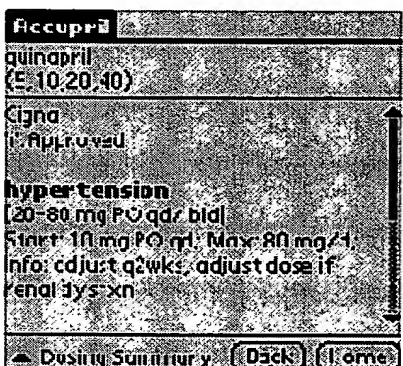 Accupril
quinapril
(5,10,20,40)
Cigna
Approved
hypertension
[20-80 mg PO qd/ bid]
Start: 10 mg PO qd; Max: 80 mg/d;
Info: adjust q2wks, adjust dose if
renal dysfxn
Dosing Summary Back Home